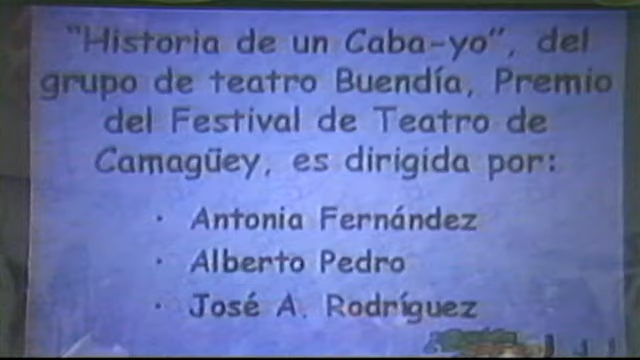 "Historia de un Caba-yo", del
grupo de teatro Buendía, Premio
del Festival de Teatro de
Camagüey, es dirigida por:
· Antonia Fernández
· Alberto Pedro
· José A. Rodríguez